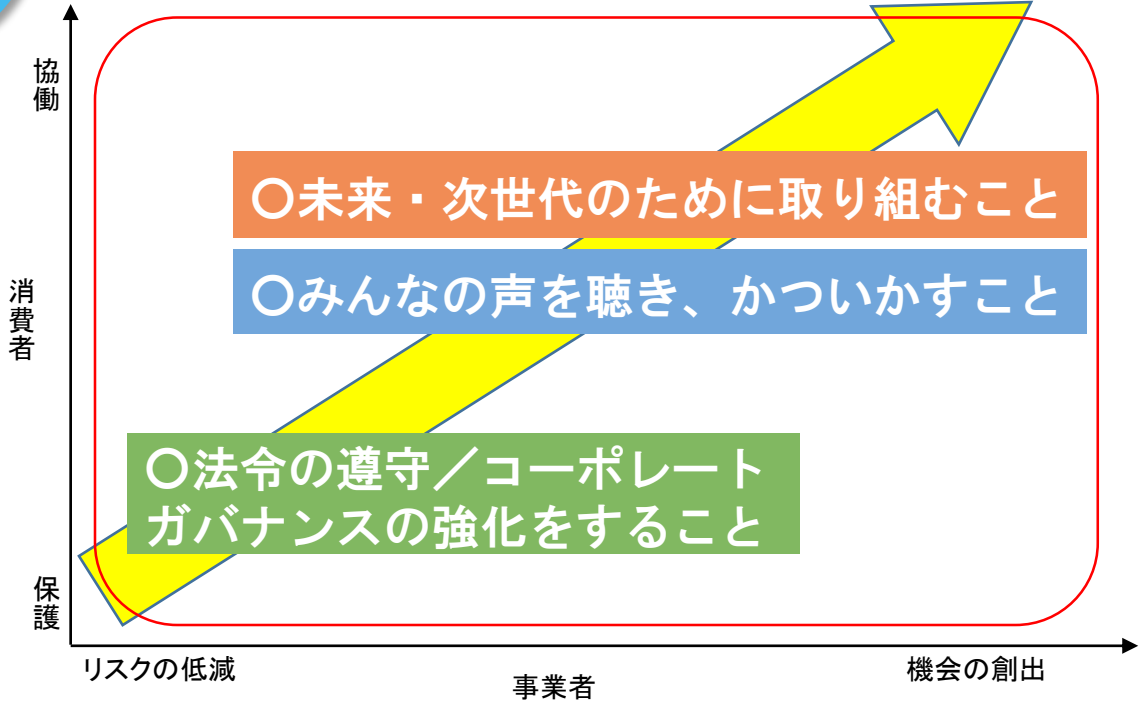 協働
〇未来・次世代のために取り組むこと
〇みんなの声を聴き、かついかすこと
消費者
〇法令の遵守／コーポレート
ガバナンスの強化をすること
保護
リスクの低減
機会の創出
事業者